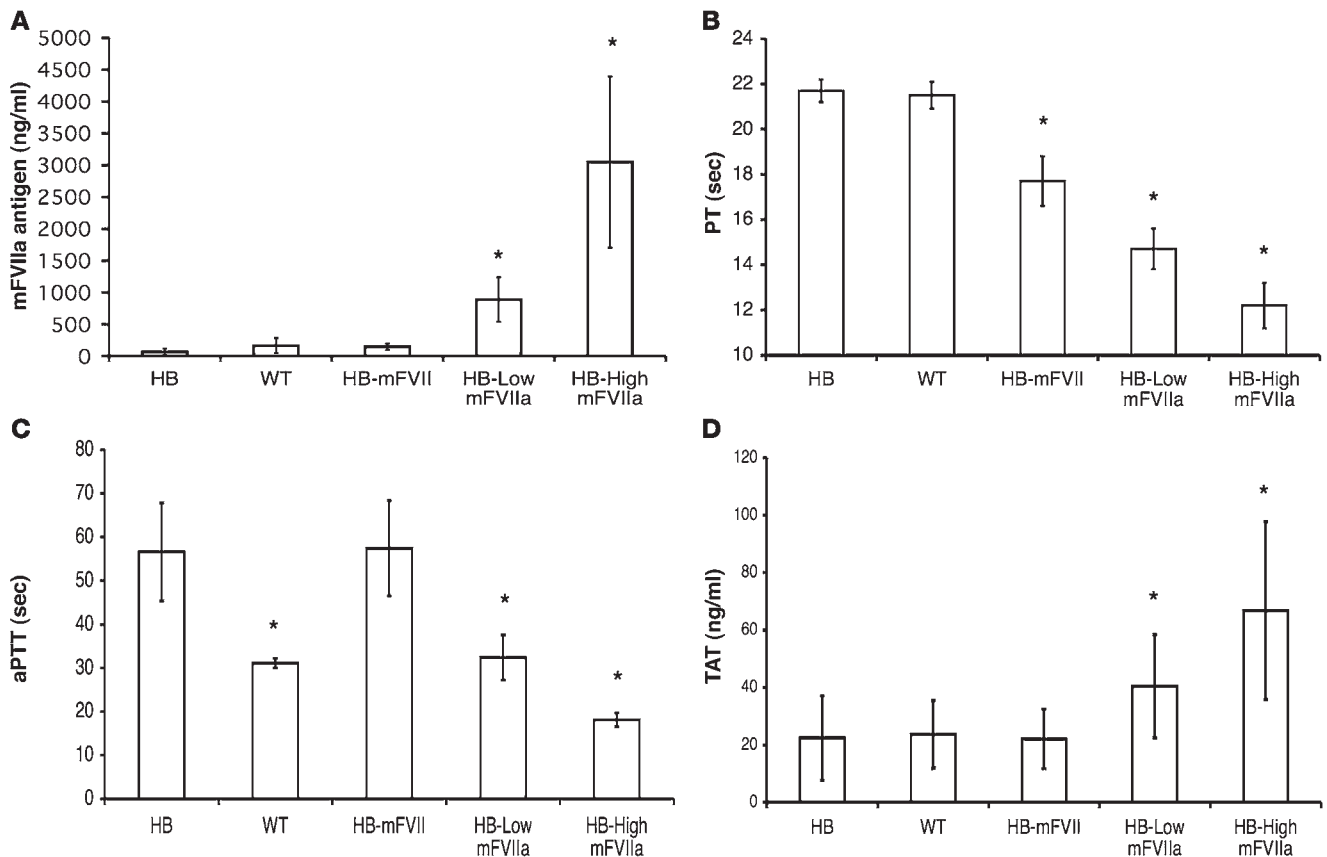 A
mFVIIa antigen (ng/ml)
5000
4500
4000
3500
3000
2500
2000
1500
1000
500
0
*
*
HB
WT
HB-mFVII
HB-Low
mFVIIa
HB-High
mFVIIa
B
PT (sec)
24
22
20
18
16
14
12
10
*
*
*
HB
WT
HB-mFVII
HB-Low
mFVIIa
HB-High
mFVIIa
C
aPTT (sec)
80
70
60
50
40
30
20
10
0
*
*
*
HB
WT
HB-mFVII
HB-Low
mFVIIa
HB-High
mFVIIa
D
TAT (ng/ml)
120
100
80
60
40
20
0
*
*
HB
WT
HB-mFVII
HB-Low
mFVIIa
HB-High
mFVIIa